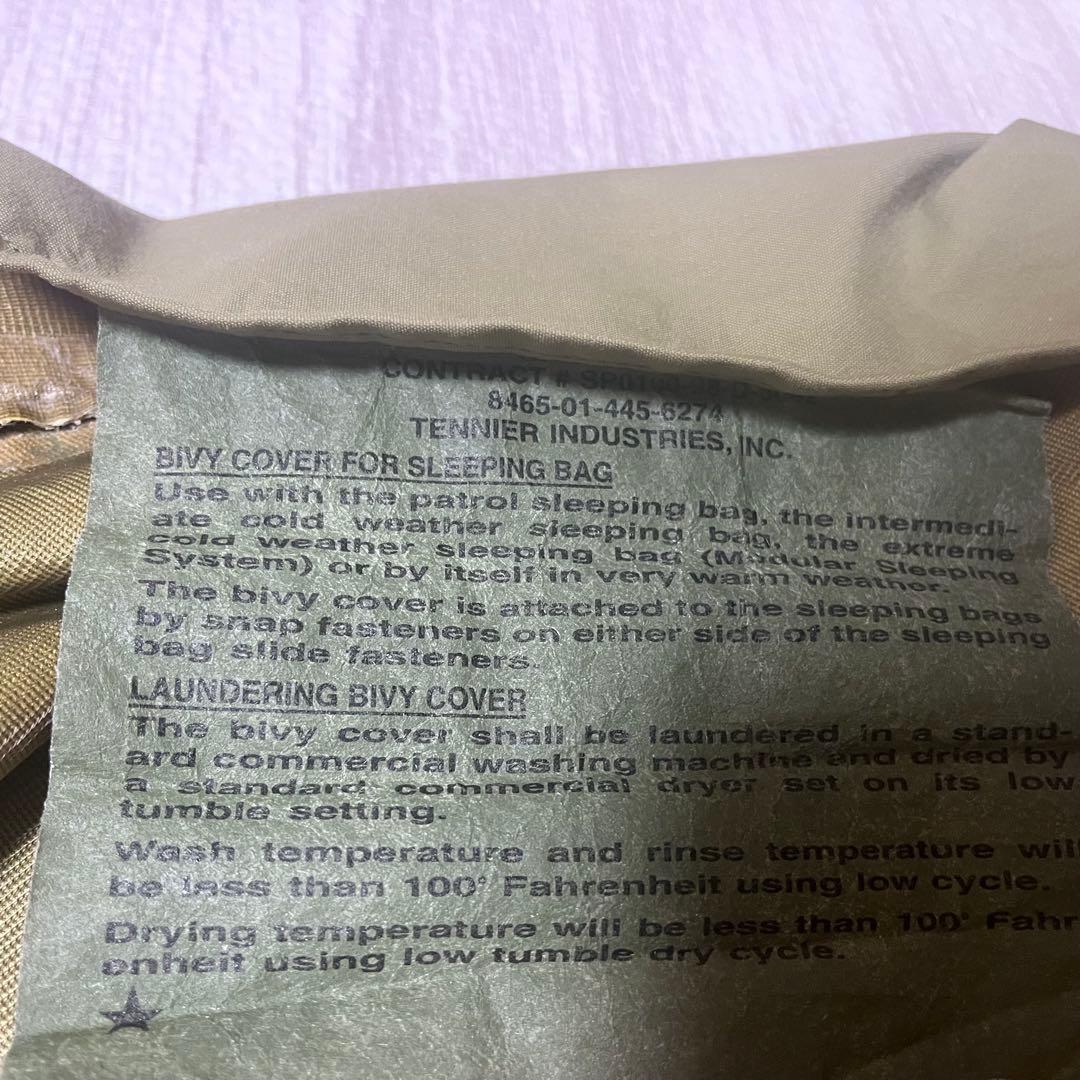 CONTRACT #
8465-01-445-6274
TENNIER INDUSTRIES, INC.
BIVY COVER FOR SLEEPING BAG
Use with the patrol sleeping bag, the intermedi-
ate cold weather sleeping bag, the extreme
cold weather sleeping bag (Modular Sleeping
System) or by itself in very warm weather.
The bivy cover is attached to the sleeping bags
by snap fasteners on either side of the sleeping
bag slide fasteners.
LAUNDERING BIVY COVER
The bivy cover shall be laundered in a stand-
ard commercial washing machine and dried by
a standard commercial dryer set on its low
tumble setting.
Wash temperature and rinse temperature will
be less than 100° Fahrenheit using low cycle.
Drying temperature will be less than 100° Fahr
enheit using low tumble dry cycle.